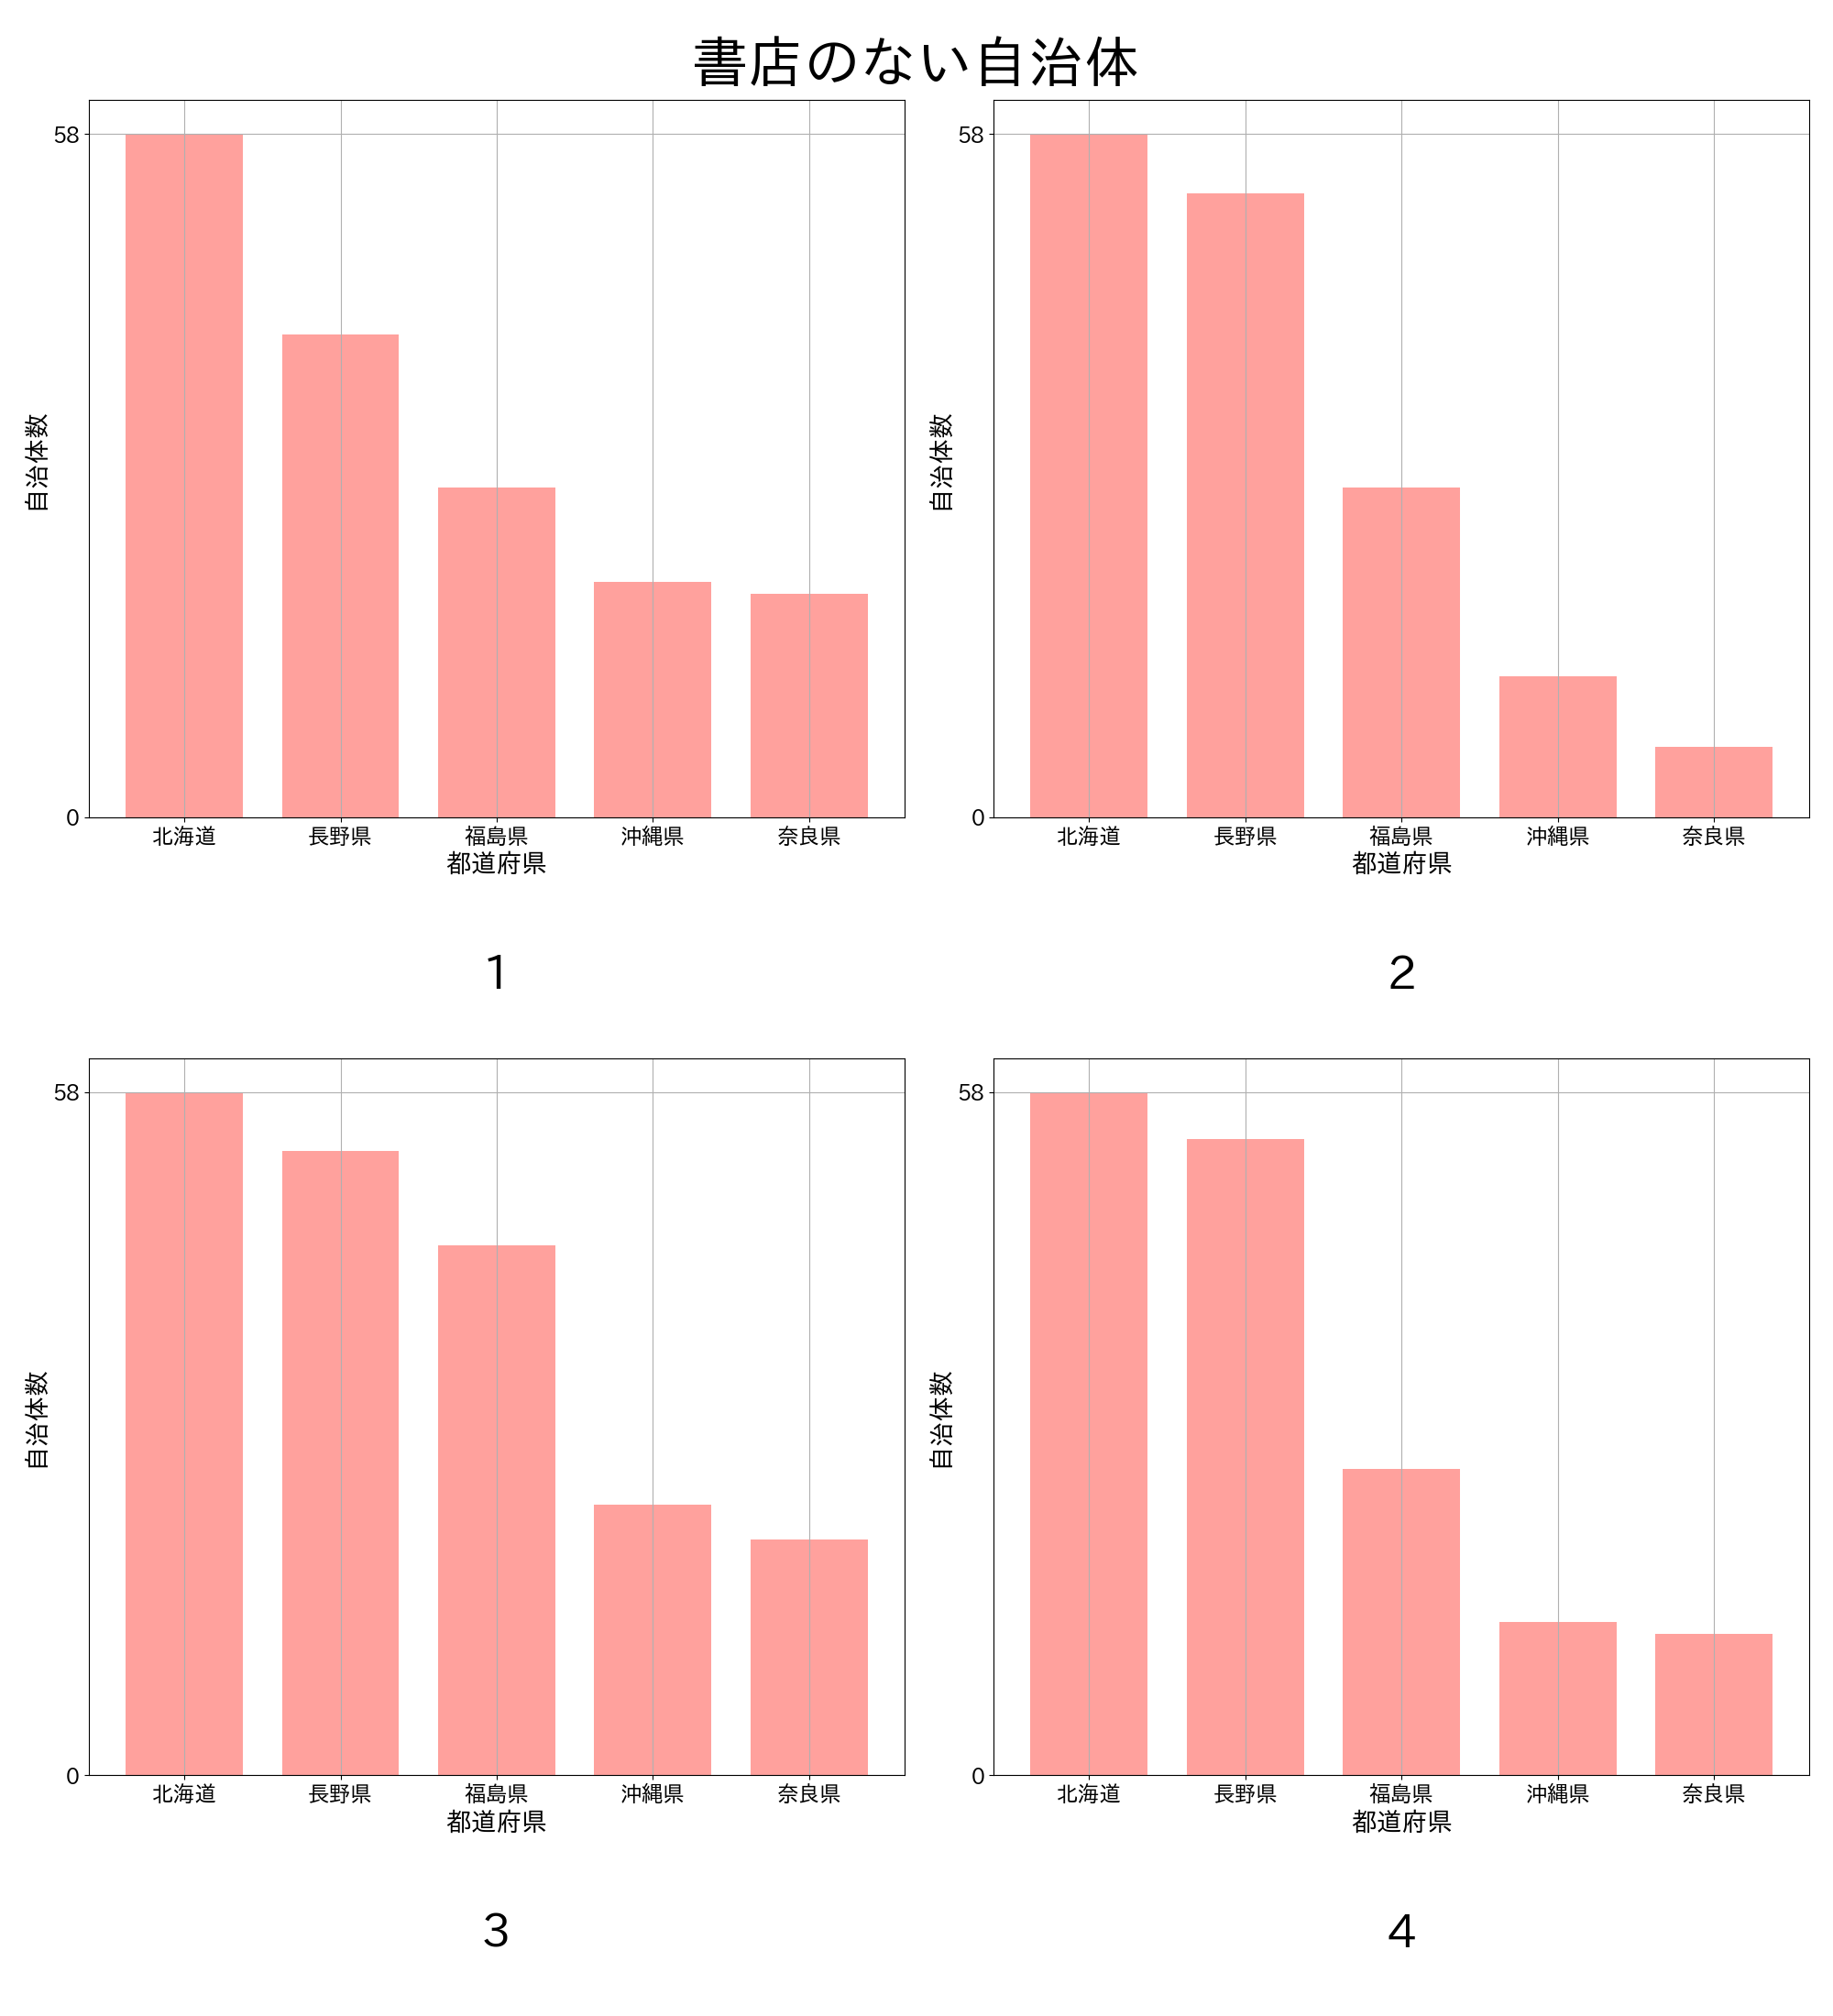 書店のない自治体
58
0
自治体数
北海道 長野県 福島県 沖縄県 奈良県
都道府県
1
58
0
自治体数
北海道 長野県 福島県 沖縄県 奈良県
都道府県
2
58
0
自治体数
北海道 長野県 福島県 沖縄県 奈良県
都道府県
3
58
0
自治体数
北海道 長野県 福島県 沖縄県 奈良県
都道府県
4